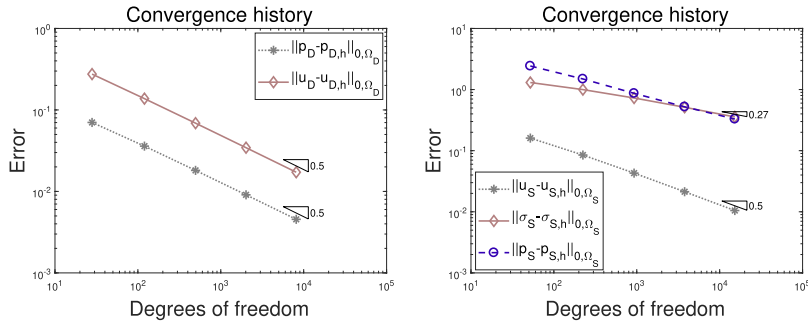 Convergence history
10^0
10^-1
10^-2
10^-3
Error
||p_D-p_{D,h}||_{0,Ω_D}
||u_D-u_{D,h}||_{0,Ω_D}
0.5
0.5
10^1 10^2 10^3 10^4 10^5
Degrees of freedom
Convergence history
10^1
10^0
10^-1
10^-2
10^-3
Error
0.27
0.5
||u_S-u_{S,h}||_{0,Ω_S}
||σ_S-σ_{S,h}||_{0,Ω_S}
||p_S-p_{S,h}||_{0,Ω_S}
10^1 10^2 10^3 10^4 10^5
Degrees of freedom